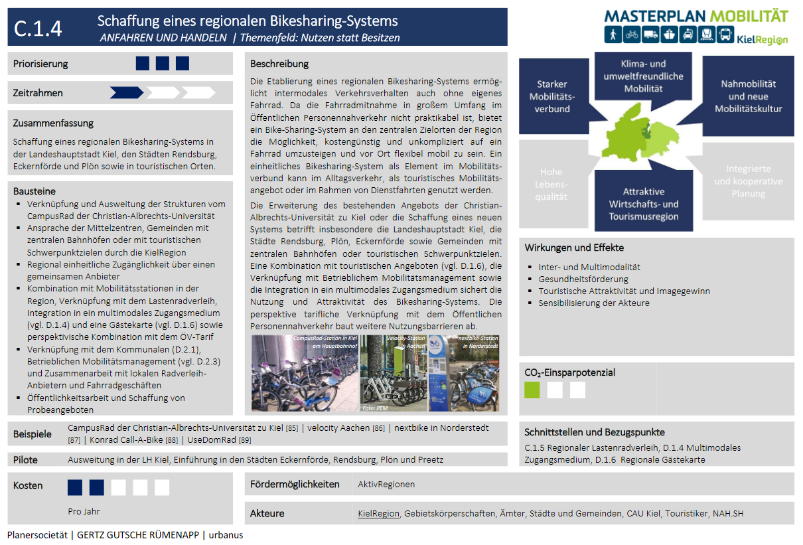 C.1.4
Schaffung eines regionalen Bikesharing-Systems
ANFAHREN UND HANDELN | Themenfeld: Nutzen statt Besitzen
MASTERPLAN MOBILITÄT
KielRegion
Priorisierung
Zeitrahmen
Zusammenfassung
Schaffung eines regionalen Bikesharing-Systems in
der Landeshauptstadt Kiel, den Städten Rendsburg,
Eckernförde und Plön sowie in touristischen Orten.
Bausteine
▪ Verknüpfung und Ausweitung der Strukturen vom
CampusRad der Christian-Albrechts-Universität
▪ Ansprache der Mittelzentren, Gemeinden mit
zentralen Bahnhöfen oder mit touristischen
Schwerpunktzielen durch die KielRegion
▪ Regional einheitliche Zugänglichkeit über einen
gemeinsamen Anbieter
▪ Kombination mit Mobilitätsstationen in der
Region, Verknüpfung mit dem Lastenradverleih,
Integration in ein multimodales Zugangsmedium
(vgl. D.1.4) und eine Gästekarte (vgl. D.1.6) sowie
perspektivische Kombination mit dem ÖV-Tarif
▪ Verknüpfung mit dem Kommunalen (D.2.1),
Betrieblichen Mobilitätsmanagement (vgl. D.2.3)
und Zusammenarbeit mit lokalen Radverleih-
Anbietern und Fahrradgeschäften
▪ Öffentlichkeitsarbeit und Schaffung von
Probeangeboten
Beschreibung
Die Etablierung eines regionalen Bikesharing-Systems ermög-
licht intermodales Verkehrsverhalten auch ohne eigenes
Fahrrad. Da die Fahrradmitnahme in großem Umfang im
Öffentlichen Personennahverkehr nicht praktikabel ist, bietet
ein Bike-Sharing-System an den zentralen Zielorten der Region
die Möglichkeit, kostengünstig und unkompliziert auf ein
Fahrrad umzusteigen und vor Ort flexibel mobil zu sein. Ein
einheitliches Bikesharing-System als Element im Mobilitäts-
verbund kann im Alltagsverkehr, als touristisches Mobilitäts-
angebot oder im Rahmen von Dienstfahrten genutzt werden.
Die Erweiterung des bestehenden Angebots der Christian-
Albrechts-Universität zu Kiel oder die Schaffung eines neuen
Systems betrifft insbesondere die Landeshauptstadt Kiel, die
Städte Rendsburg, Plön, Eckernförde sowie Gemeinden mit
zentralen Bahnhöfen oder touristischen Schwerpunktzielen.
Eine Kombination mit touristischen Angeboten (vgl. D.1.6), die
Verknüpfung mit Betrieblichem Mobilitätsmanagement sowie
die Integration in ein multimodales Zugangsmedium sichert die
Nutzung und Attraktivität des Bikesharing-Systems. Die
perspektive tarifliche Verknüpfung mit dem Öffentlichen
Personennahverkehr baut weitere Nutzungsbarrieren ab.
CampusRad-Station in Kiel
am Hauptbahnhof
Velocity-Station
in Aachen
nextbike-Station
in Norderstedt
Foto: PEM
Starker
Mobilitäts-
verbund
Klima- und
umweltfreundliche
Mobilität
Nahmobilität
und neue
Mobilitätskultur
Hohe
Lebens-
qualität
Attraktive
Wirtschafts- und
Tourismusregion
Integrierte
und kooperative
Planung
Wirkungen und Effekte
▪ Inter- und Multimodalität
▪ Gesundheitsförderung
▪ Touristische Attraktivität und Imagegewinn
▪ Sensibilisierung der Akteure
CO₂-Einsparpotenzial
Schnittstellen und Bezugspunkte
C.1.5 Regionaler Lastenradverleih, D.1.4 Multimodales
Zugangsmedium, D.1.6 Regionale Gästekarte
Beispiele
CampusRad der Christian-Albrechts-Universität zu Kiel [85] | velocity Aachen [86] | nextbike in Norderstedt
[87] | Konrad Call-A-Bike [88] | UseDomRad [89]
Pilote
Ausweitung in der LH Kiel, Einführung in den Städten Eckernförde, Rendsburg, Plön und Preetz
Kosten
Pro Jahr
Fördermöglichkeiten
AktivRegionen
Akteure
KielRegion, Gebietskörperschaften, Ämter, Städte und Gemeinden, CAU Kiel, Touristiker, NAH.SH
Planersocietät | GERTZ GUTSCHE RÜMENAPP | urbanus